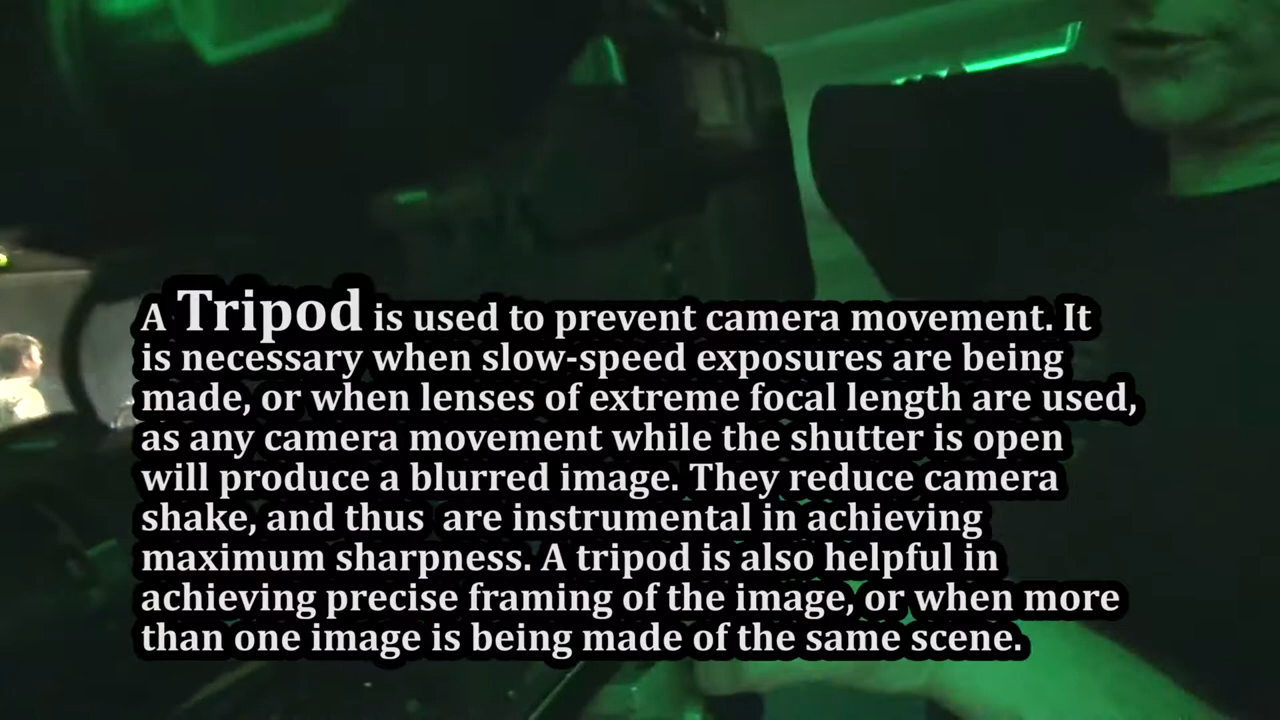 A Tripod is used to prevent camera movement. It
is necessary when slow-speed exposures are being
made, or when lenses of extreme focal length are used,
as any camera movement while the shutter is open
will produce a blurred image. They reduce camera
shake, and thus  are instrumental in achieving
maximum sharpness. A tripod is also helpful in
achieving precise framing of the image, or when more
than one image is being made of the same scene.